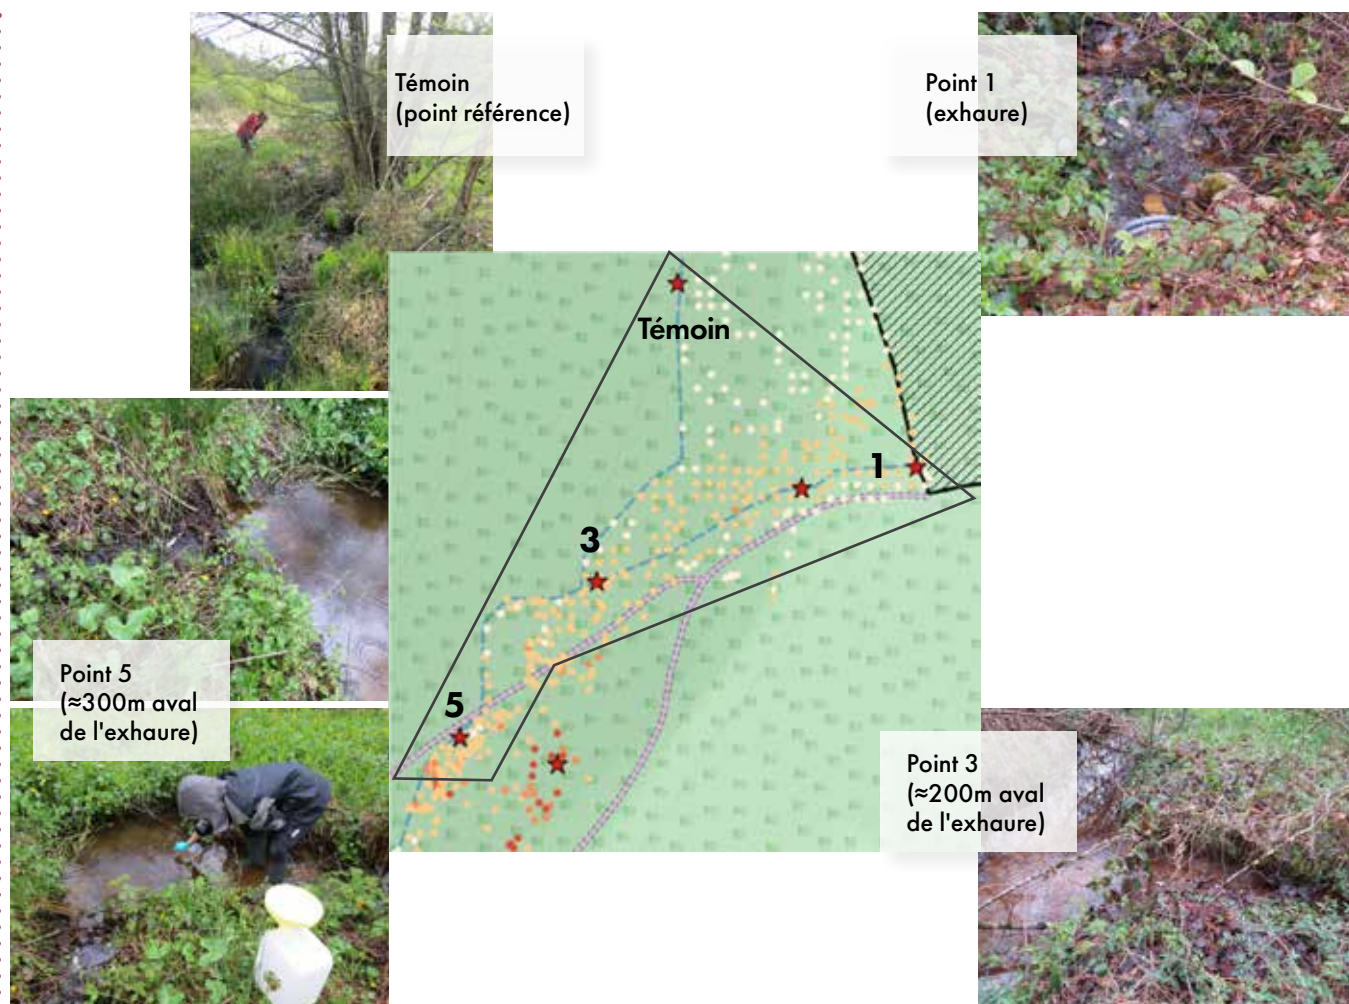 Témoin
(point référence)
Point 1
(exhaure)
Témoin
1
3
5
Point 5
(≈300m aval
de l'exhaure)
Point 3
(≈200m aval
de l'exhaure)